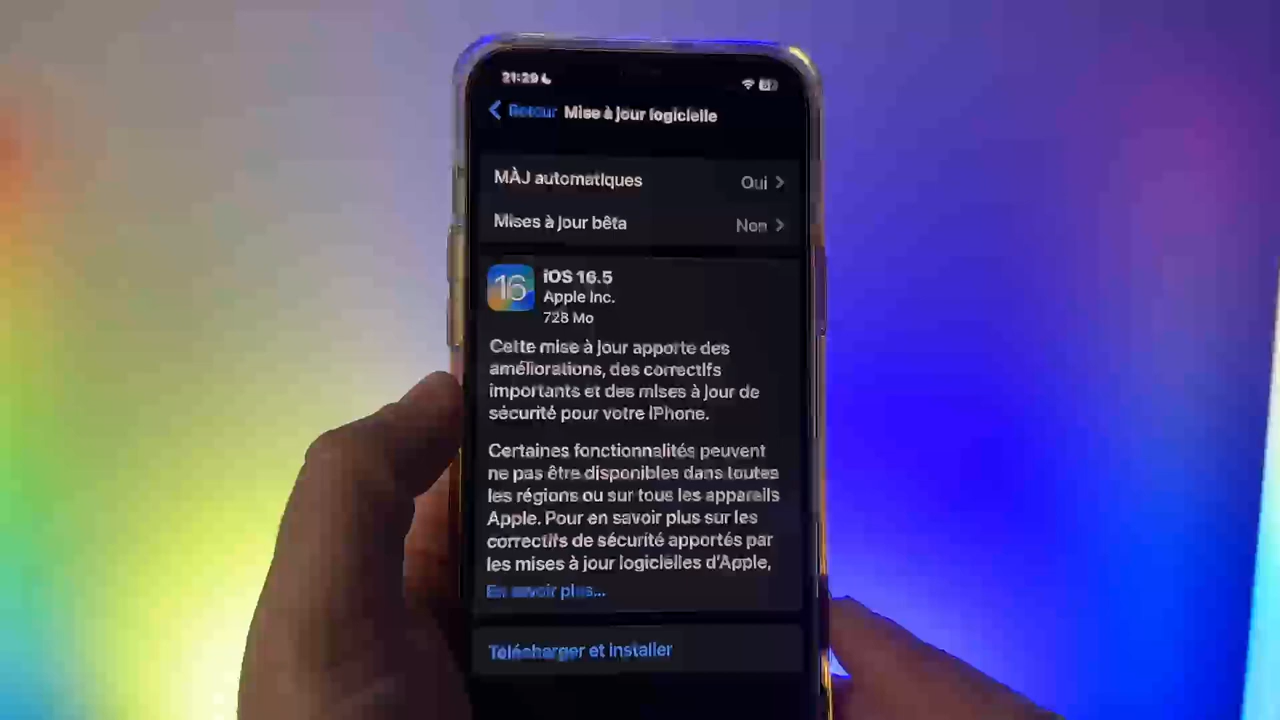 21:29
Retour Mise à jour logicielle
MÀJ automatiques Oui
Mises à jour bêta Non
16 iOS 16.5
Apple Inc.
728 Mo
Cette mise à jour apporte des
améliorations, des correctifs
importants et des mises à jour de
sécurité pour votre iPhone.
Certaines fonctionnalités peuvent
ne pas être disponibles dans toutes
les régions ou sur tous les appareils
Apple. Pour en savoir plus sur les
correctifs de sécurité apportés par
les mises à jour logicielles d'Apple,
En savoir plus...
Télécharger et installer